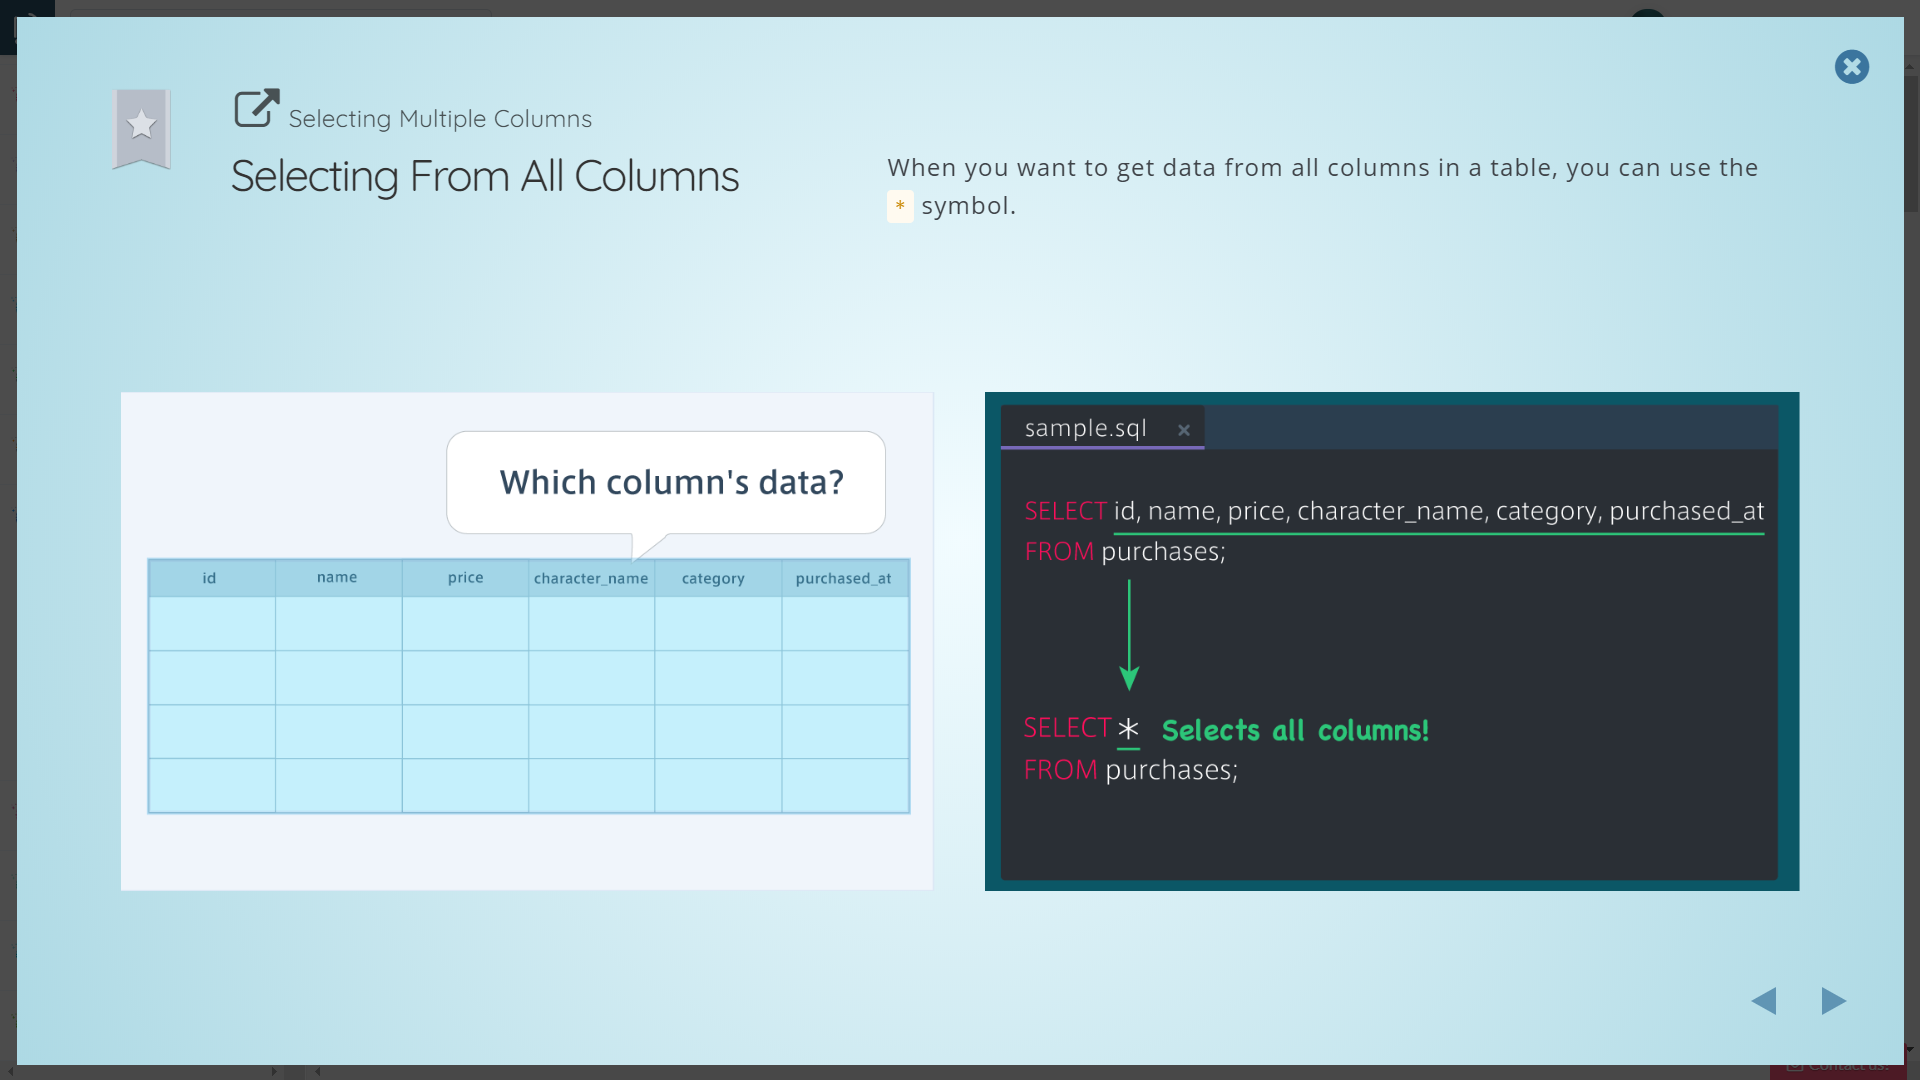 Selecting Multiple Columns
Selecting From All Columns
When you want to get data from all columns in a table, you can use the
* symbol.
Which column's data?
id name price character_name category purchased_at
sample.sql ×
SELECT id, name, price, character_name, category, purchased_at
FROM purchases;
SELECT * Selects all columns!
FROM purchases;
Contact us!